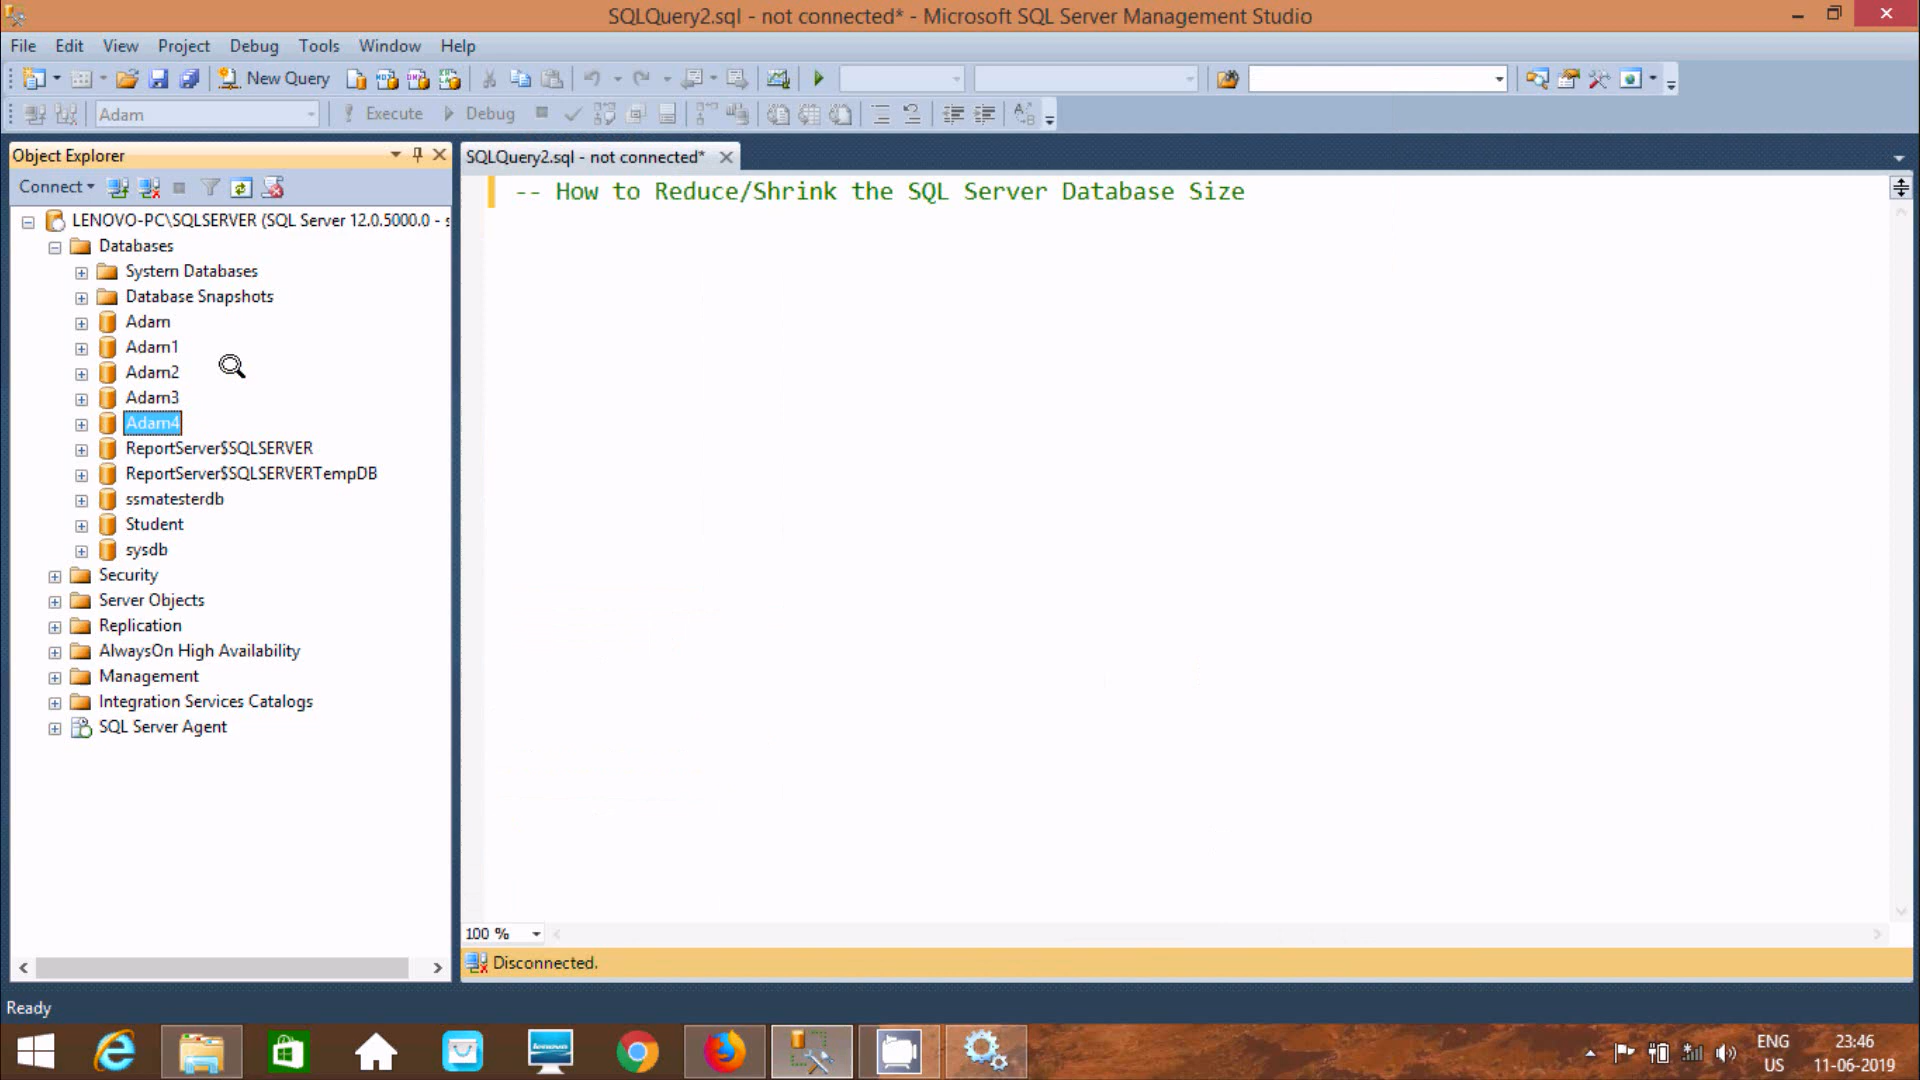 SQLQuery2.sql - not connected* - Microsoft SQL Server Management Studio
File Edit View Project Debug Tools Window Help
New Query
Adam Execute Debug
Object Explorer
SQLQuery2.sql - not connected*
Connect
-- How to Reduce/Shrink the SQL Server Database Size
LENOVO-PC\SQLSERVER (SQL Server 12.0.5000.0 -
Databases
System Databases
Database Snapshots
Adam
Adam1
Adam2
Adam3
Adam4
ReportServer$SQLSERVER
ReportServer$SQLSERVERTempDB
ssmatesterdb
Student
sysdb
Security
Server Objects
Replication
AlwaysOn High Availability
Management
Integration Services Catalogs
SQL Server Agent
100 %
Disconnected.
Ready
ENG 23:46
US 11-06-2019